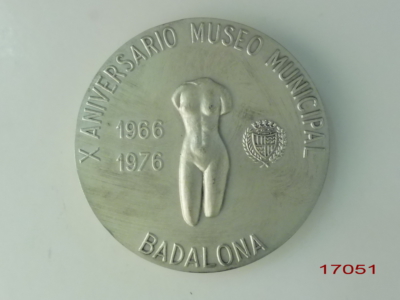 X ANIVERSARIO MUSEO MUNICIPAL
1966
1976
BADALONA
17051